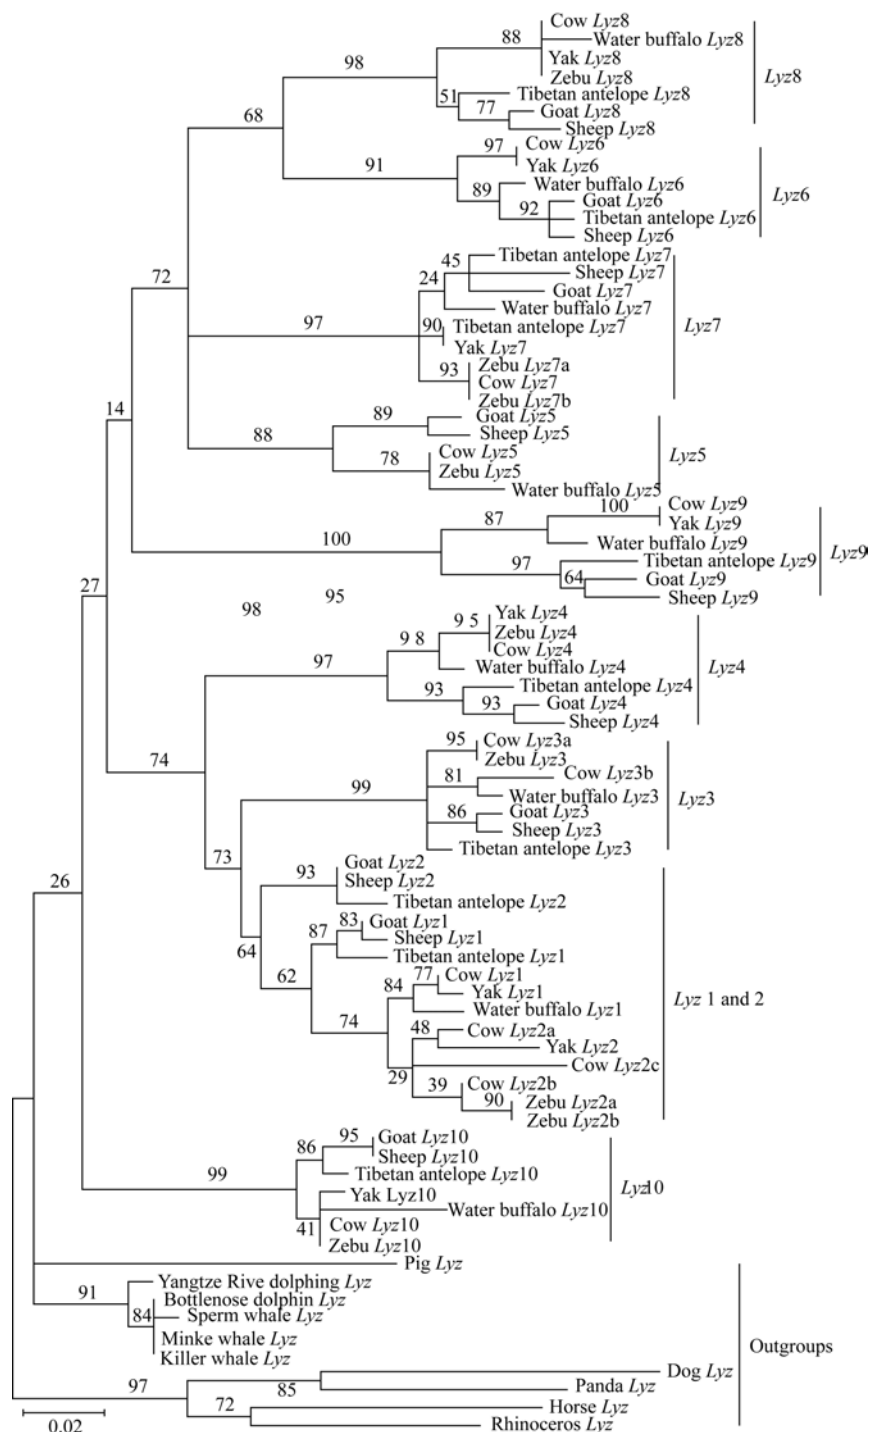 Cow Lyz8
88
Water buffalo Lyz8
98
Yak Lyz8
Lyz8
Zebu Lyz8
51
Tibetan antelope Lyz8
77
Goat Lyz8
68
Sheep Lyz8
97
Cow Lyz6
91
Yak Lyz6
89
Water buffalo Lyz6
Lyz6
92
Goat Lyz6
Tibetan antelope Lyz6
Sheep Lyz6
45
Tibetan antelope Lyz7
72
24
Sheep Lyz7
Goat Lyz7
Water buffalo Lyz7
97
90
Tibetan antelope Lyz7
Lyz7
Yak Lyz7
93
Zebu Lyz7a
Cow Lyz7
Zebu Lyz7b
14
89
Goat Lyz5
88
Sheep Lyz5
78
Cow Lyz5
Lyz5
Zebu Lyz5
Water buffalo Lyz5
100
Cow Lyz9
87
Yak Lyz9
100
Water buffalo Lyz9
Lyz9
97
Tibetan antelope Lyz9
64
Goat Lyz9
27
Sheep Lyz9
98
95
9 5
Yak Lyz4
9 8
Zebu Lyz4
Cow Lyz4
97
Water buffalo Lyz4
Lyz4
93
Tibetan antelope Lyz4
93
Goat Lyz4
Sheep Lyz4
95
Cow Lyz3a
74
Zebu Lyz3
99
81
Cow Lyz3b
Water buffalo Lyz3
Lyz3
86
Goat Lyz3
Sheep Lyz3
Tibetan antelope Lyz3
73
Goat Lyz2
26
93
Sheep Lyz2
Tibetan antelope Lyz2
83
Goat Lyz1
87
Sheep Lyz1
64
Tibetan antelope Lyz1
62
77
Cow Lyz1
84
Yak Lyz1
Lyz 1 and 2
Water buffalo Lyz1
74
48
Cow Lyz2a
Yak Lyz2
Cow Lyz2c
29
39
Cow Lyz2b
90
Zebu Lyz2a
Zebu Lyz2b
95
Goat Lyz10
86
Sheep Lyz10
99
Tibetan antelope Lyz10
Lyz10
Yak Lyz10
Water buffalo Lyz10
41
Cow Lyz10
Zebu Lyz10
Pig Lyz
91
Yangtze Rive dolphing Lyz
Bottlenose dolphin Lyz
84
Sperm whale Lyz
Minke whale Lyz
Outgroups
Killer whale Lyz
Dog Lyz
97
85
Panda Lyz
72
Horse Lyz
Rhinoceros Lyz
0.02